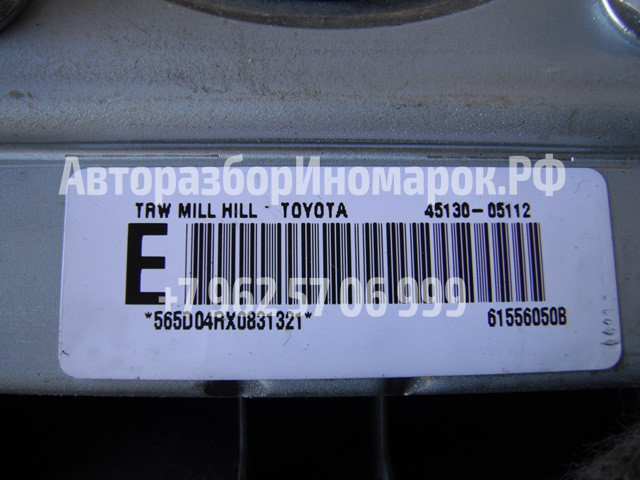 АвторазборИномарок.РФ
TRW MILL HILL - TOYOTA 45130-05112
E
+7 962 57 06 999
*565D04RX0831321* 61556050B